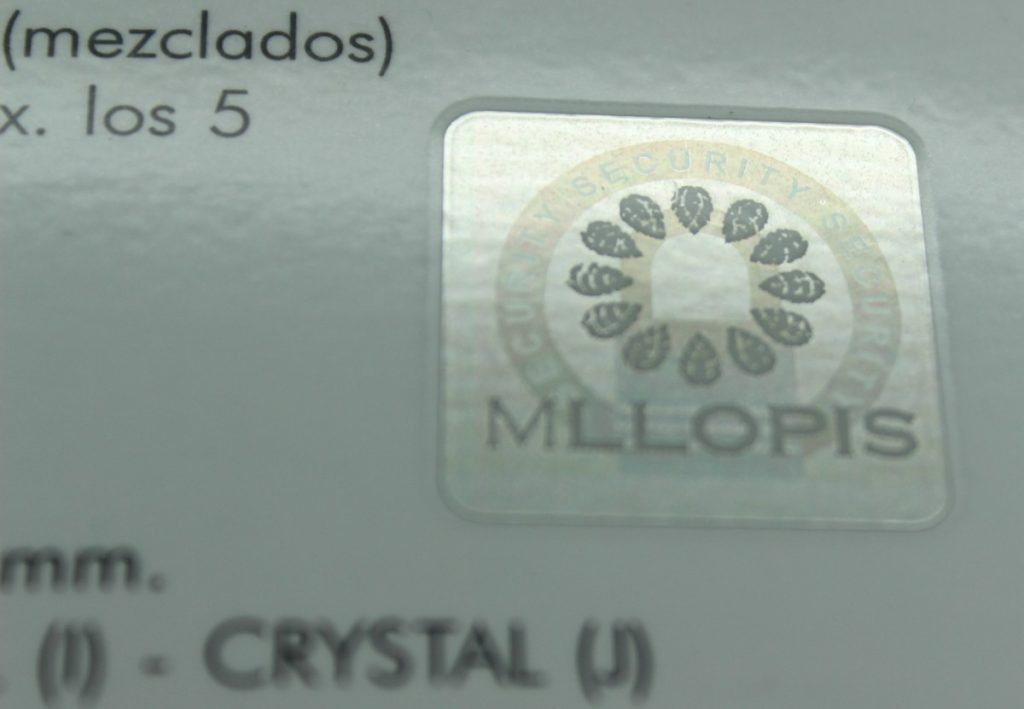 (mezclados)
x. los 5
SECURITY SECURITY SECURITY
MLLOPIS
mm.
. (I) - CRYSTAL (J)